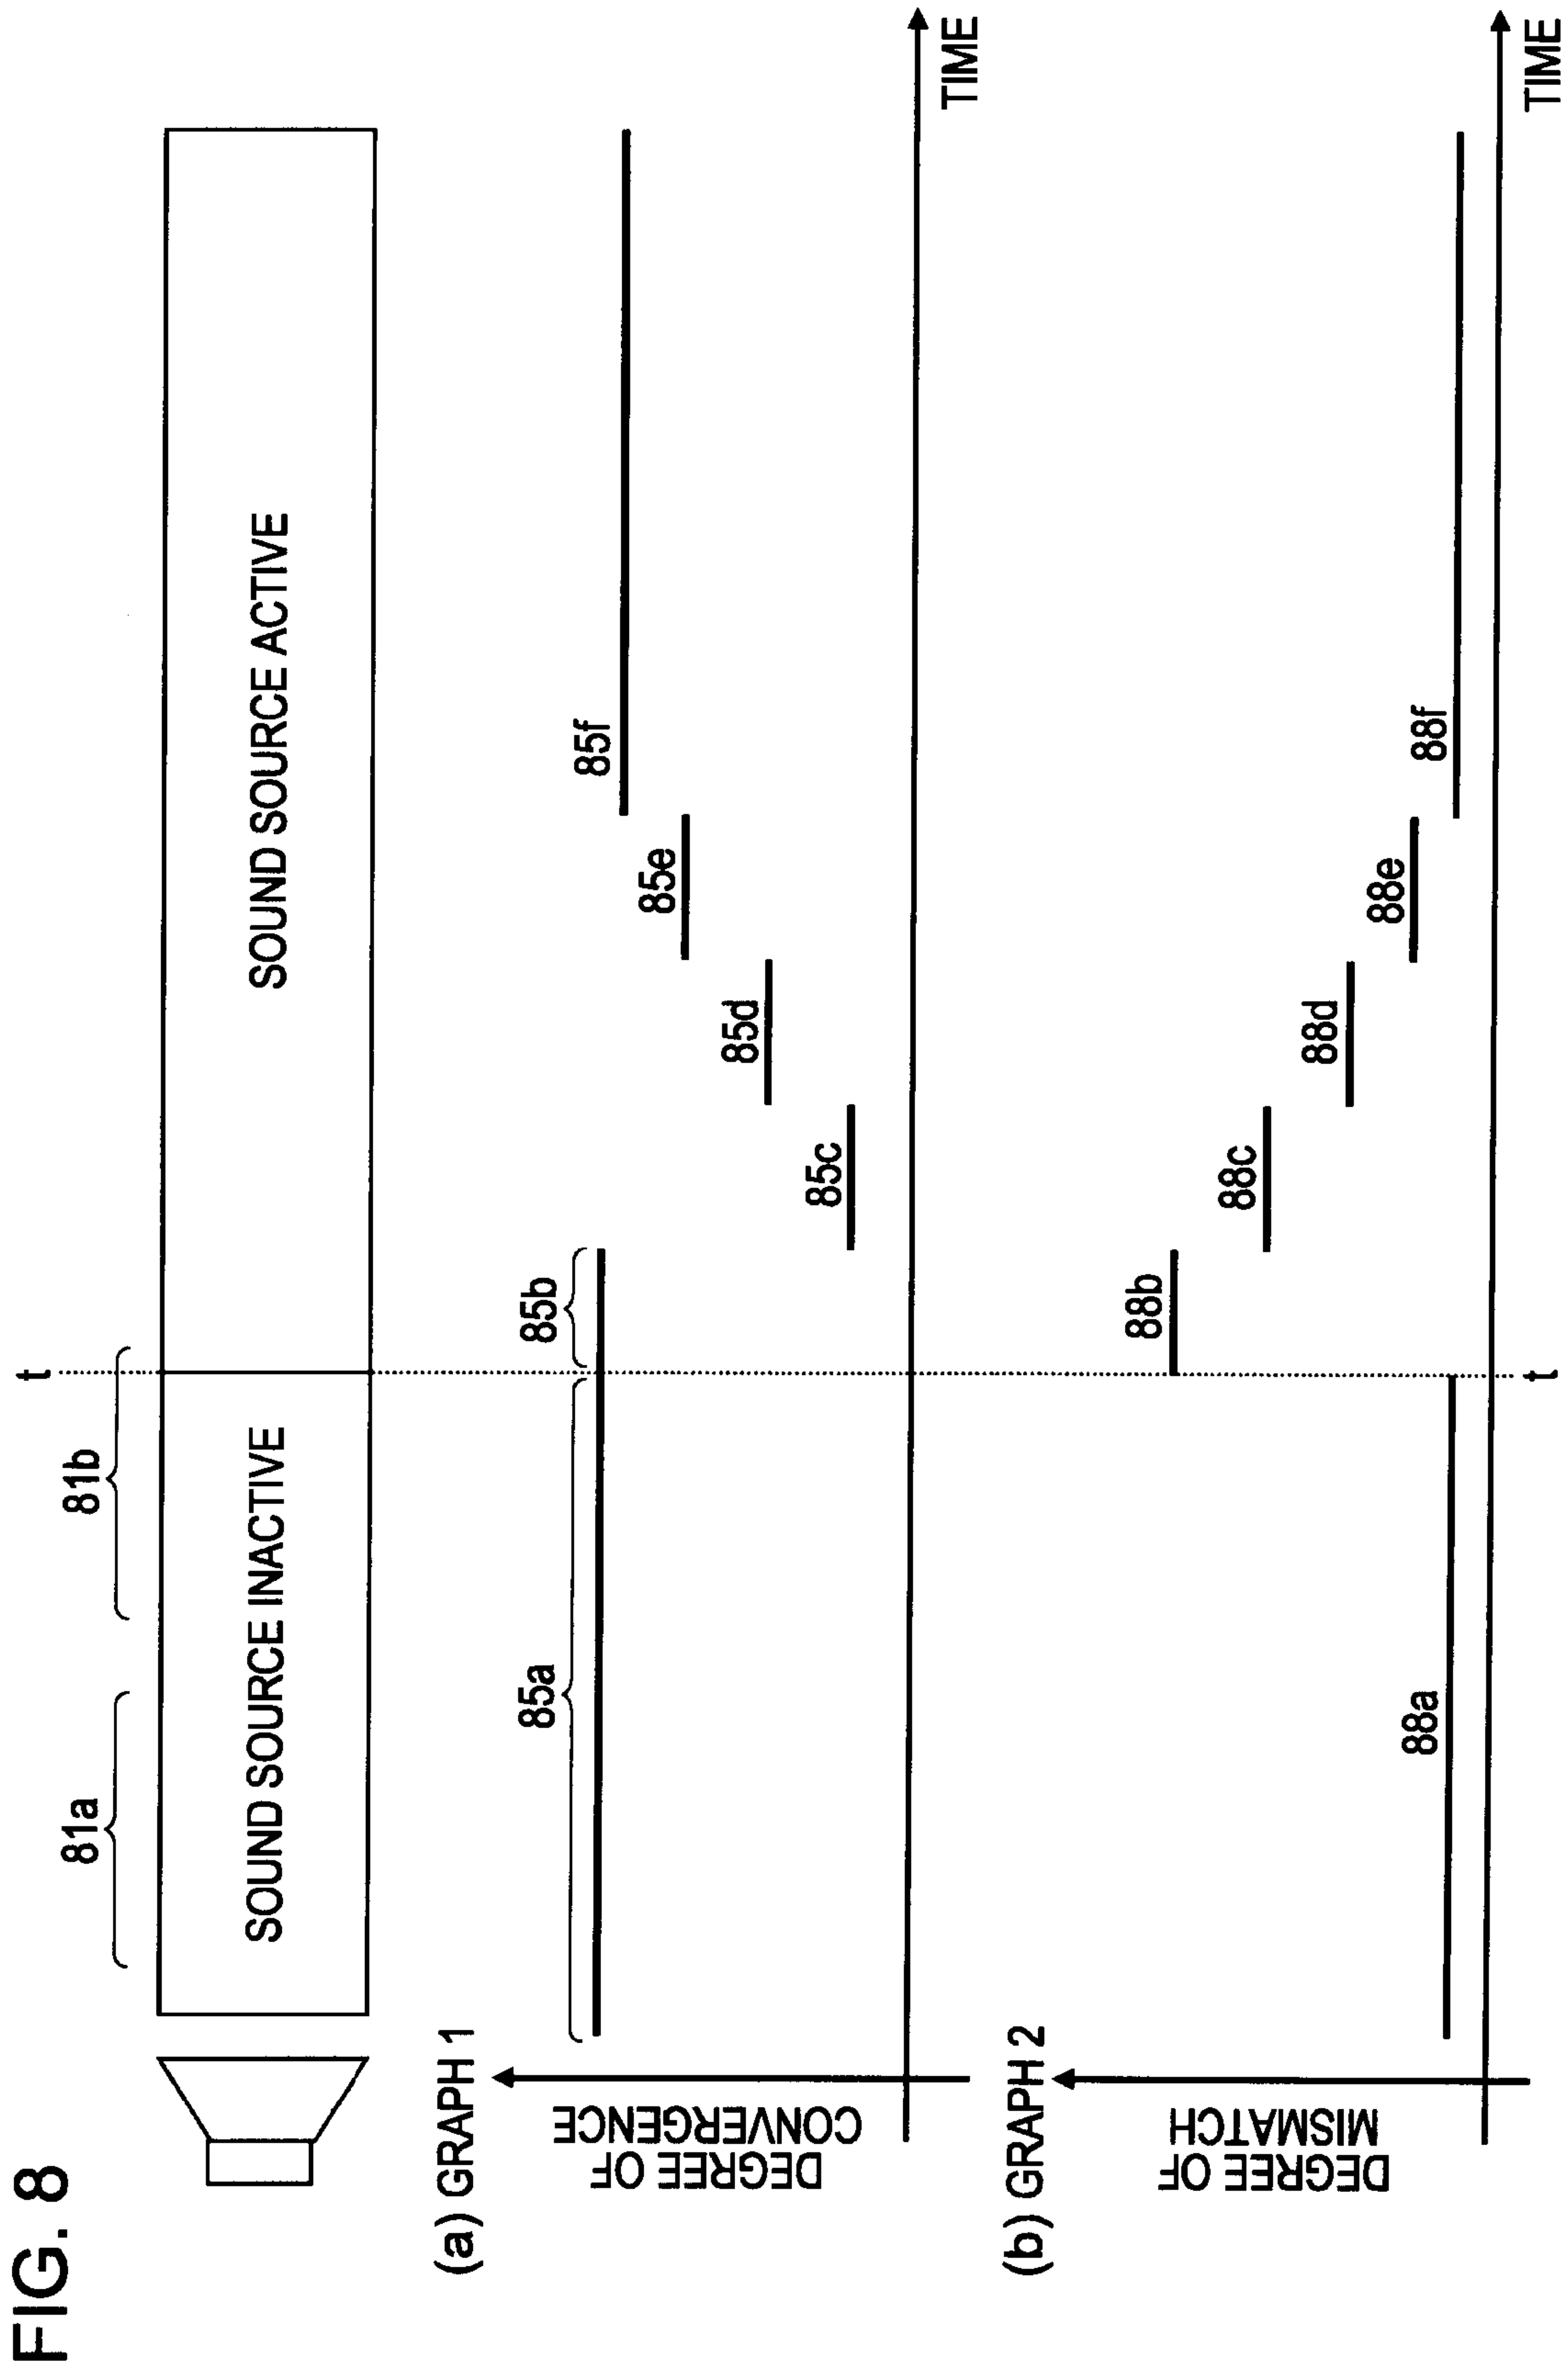 FIG. 8
81a
81b
t
SOUND SOURCE INACTIVE
SOUND SOURCE ACTIVE
(a) GRAPH 1
DEGREE OF
CONVERGENCE
85a
85b
85c
85d
85e
85f
TIME
(b) GRAPH 2
DEGREE OF
MISMATCH
88a
88b
88c
88d
88e
88f
t
TIME